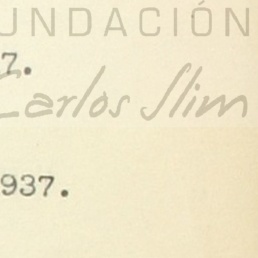 UNDACIÓN
7.
Carlos Slim
937.